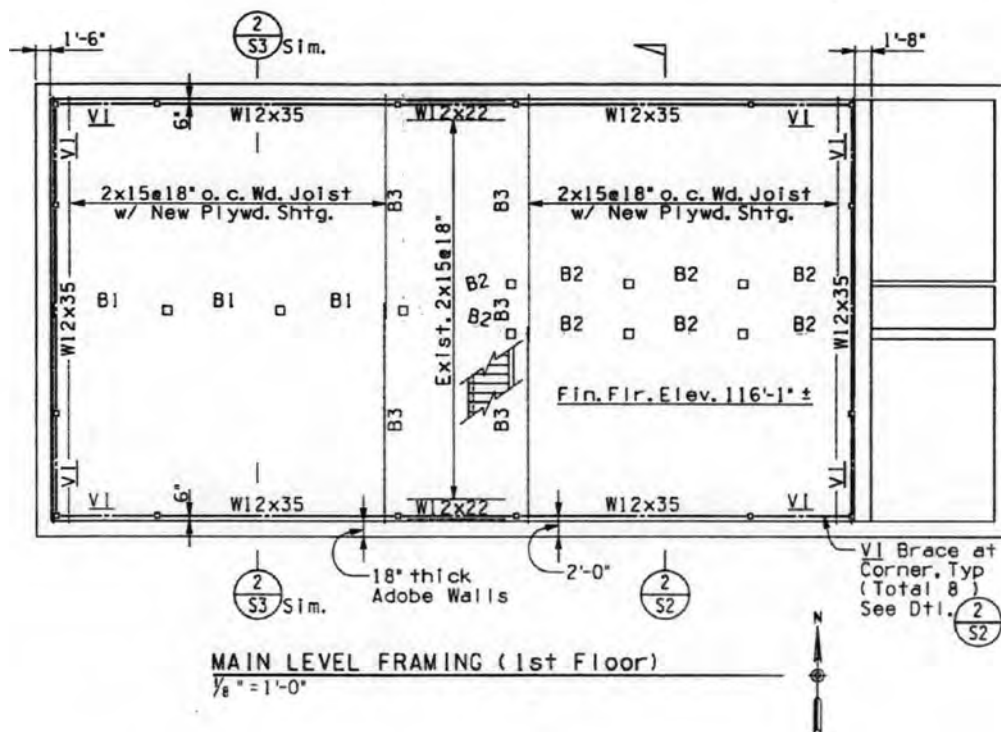 2
S3 Sim.
1'-6"
1'-8"
V1
6"
W12x35
W12x22
W12x35
V1
V1
V1
2x15@18" o.c. Wd. Joist
w/ New Plywd. Shtg.
B3
B3
2x15@18" o.c. Wd. Joist
w/ New Plywd. Shtg.
Exist. 2x15@18"
W12x35
B1
B1
B1
B2
B2
B2
B2
B2
B3
B2
B2
B2
W12x35
Fin. Flr. Elev. 116'-1" ±
B3
B3
V1
V1
V1
6"
W12x35
W12x22
W12x35
V1
2
S3 Sim.
18" thick
Adobe Walls
2'-0"
2
S2
V1 Brace at
Corner, Typ
(Total 8 )
See Dtl. 2
S2
N
MAIN LEVEL FRAMING (1st Floor)
1/8 " = 1'-0"